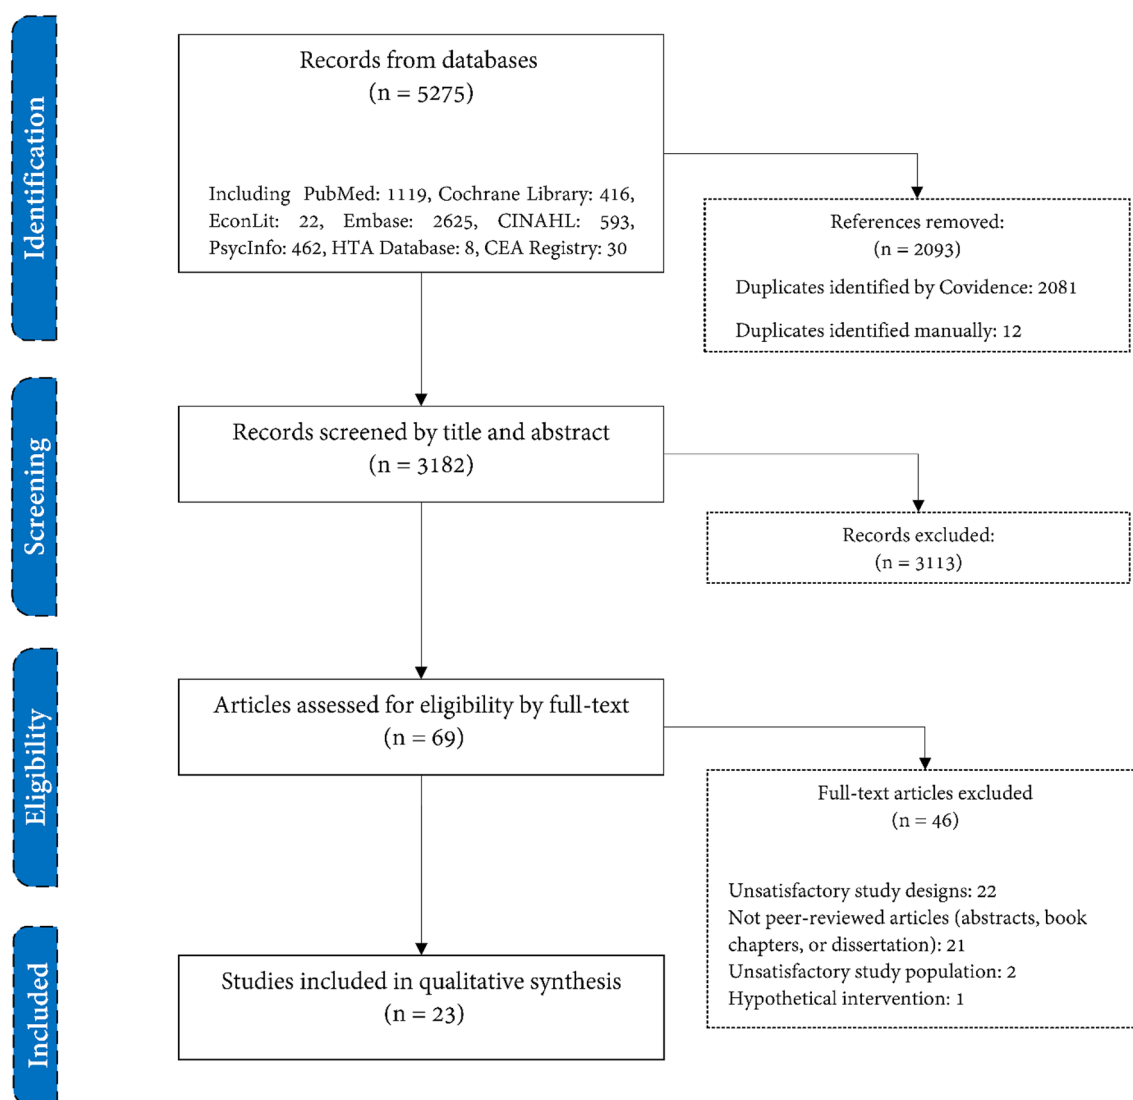 Identification
Records from databases
(n = 5275)
Including PubMed: 1119, Cochrane Library: 416,
EconLit: 22, Embase: 2625, CINAHL: 593,
PsycInfo: 462, HTA Database: 8, CEA Registry: 30
References removed:
(n = 2093)
Duplicates identified by Covidence: 2081
Duplicates identified manually: 12
Screening
Records screened by title and abstract
(n = 3182)
Records excluded:
(n = 3113)
Eligibility
Articles assessed for eligibility by full-text
(n = 69)
Full-text articles excluded
(n = 46)
Unsatisfactory study designs: 22
Not peer-reviewed articles (abstracts, book
chapters, or dissertation): 21
Unsatisfactory study population: 2
Hypothetical intervention: 1
Included
Studies included in qualitative synthesis
(n = 23)